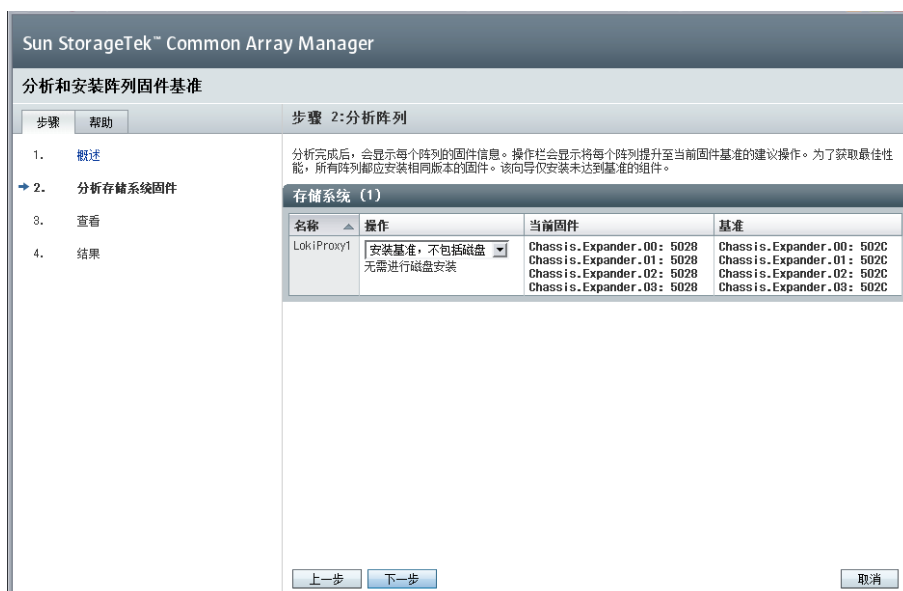 Sun StorageTek™ Common Array Manager
分析和安装阵列固件基准
步骤 帮助
1. 概述
2. 分析存储系统固件
3. 查看
4. 结果
步骤 2:分析阵列
分析完成后，会显示每个阵列的固件信息。操作栏会显示将每个阵列提升至当前固件基准的建议操作。为了获取最佳性
能，所有阵列都应安装相同版本的固件。该向导仅安装未达到基准的组件。
存储系统 (1)
名称 操作 当前固件 基准
LokiProxy1 安装基准，不包括磁盘 Chassis.Expander.00: 5028 Chassis.Expander.00: 502C
无需进行磁盘安装 Chassis.Expander.01: 5028 Chassis.Expander.01: 502C
Chassis.Expander.02: 5028 Chassis.Expander.02: 502C
Chassis.Expander.03: 5028 Chassis.Expander.03: 502C
上一步 下一步 取消